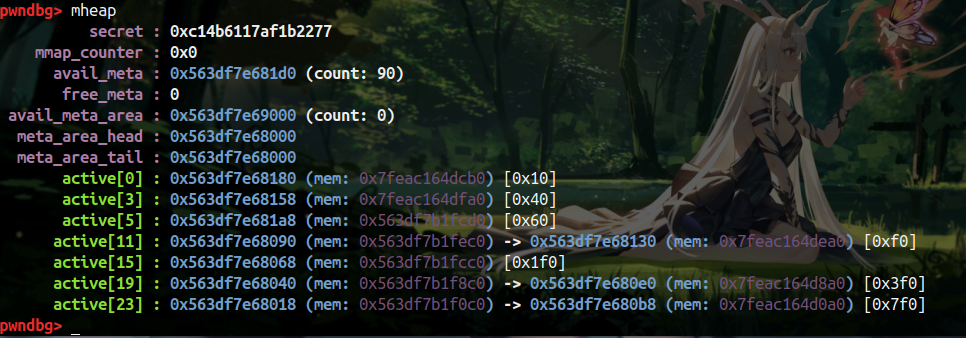 pwndbg> mheap
secret : 0xc14b6117af1b2277
mmap_counter : 0x0
avail_meta : 0x563df7e681d0 (count: 90)
free_meta : 0
avail_meta_area : 0x563df7e69000 (count: 0)
meta_area_head : 0x563df7e68000
meta_area_tail : 0x563df7e68000
active[0] : 0x563df7e68180 (mem: 0x7feac164dcb0) [0x10]
active[3] : 0x563df7e68158 (mem: 0x7feac164dfa0) [0x40]
active[5] : 0x563df7e681a8 (mem: 0x563df7b1fcd0) [0x60]
active[11] : 0x563df7e68090 (mem: 0x563df7b1fec0) -> 0x563df7e68130 (mem: 0x7feac164dea0) [0xf0]
active[15] : 0x563df7e68068 (mem: 0x563df7b1fcc0) [0x1f0]
active[19] : 0x563df7e68040 (mem: 0x563df7b1f8c0) -> 0x563df7e680e0 (mem: 0x7feac164d8a0) [0x3f0]
active[23] : 0x563df7e68018 (mem: 0x563df7b1f0c0) -> 0x563df7e680b8 (mem: 0x7feac164d0a0) [0x7f0]
pwndbg> _